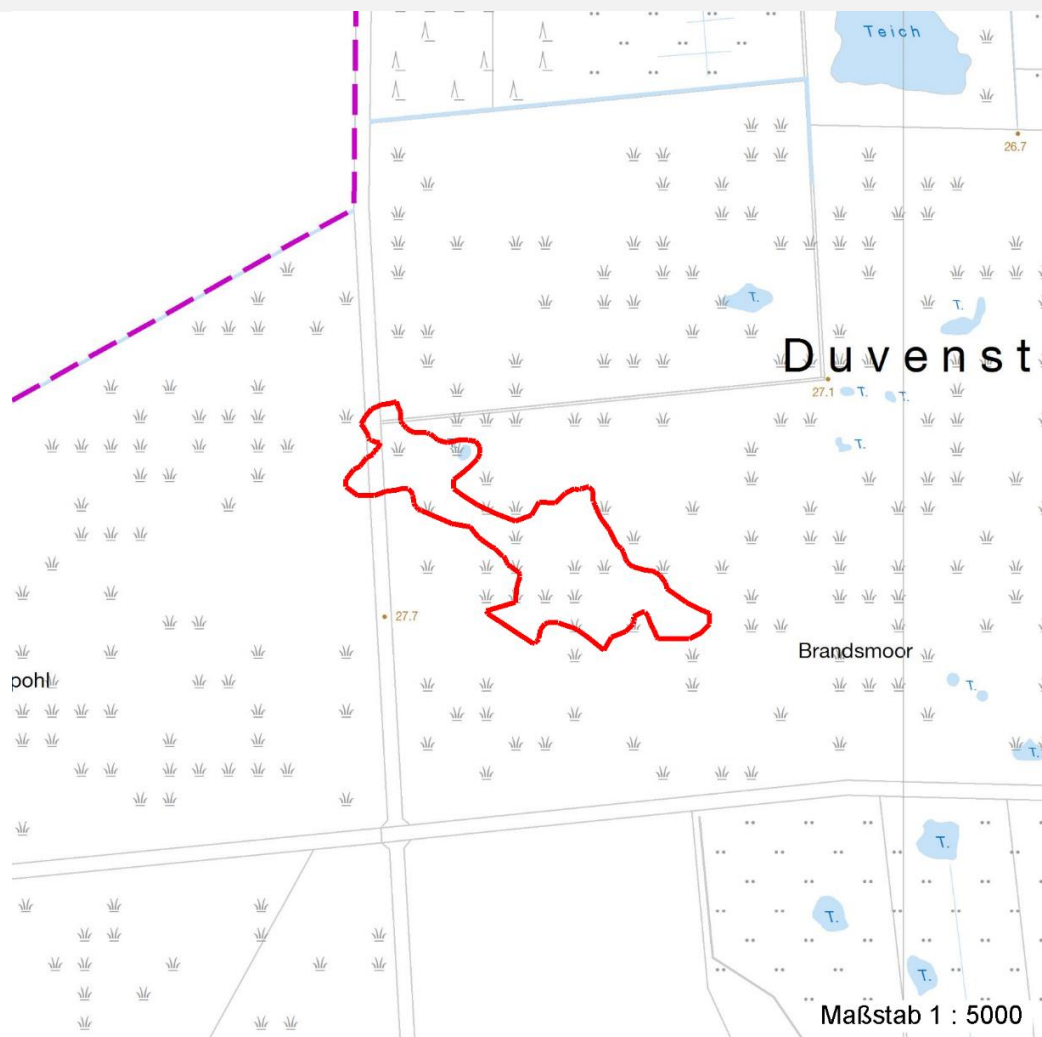 Teich
26.7
T.
T.
Duvenst
27.1
T.
T.
T.
27.7
Brandsmoor
pohl
T.
T.
T.
T.
T.
Maßstab 1 : 5000